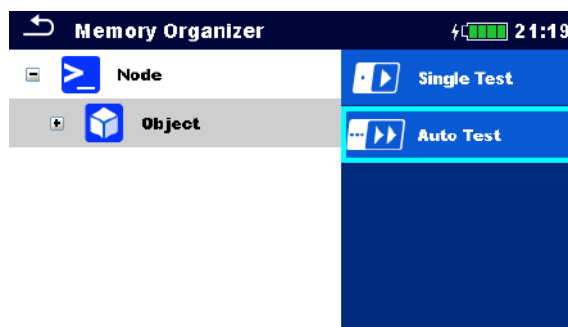 Memory Organizer 21:19
Node
Single Test
Object
Auto Test